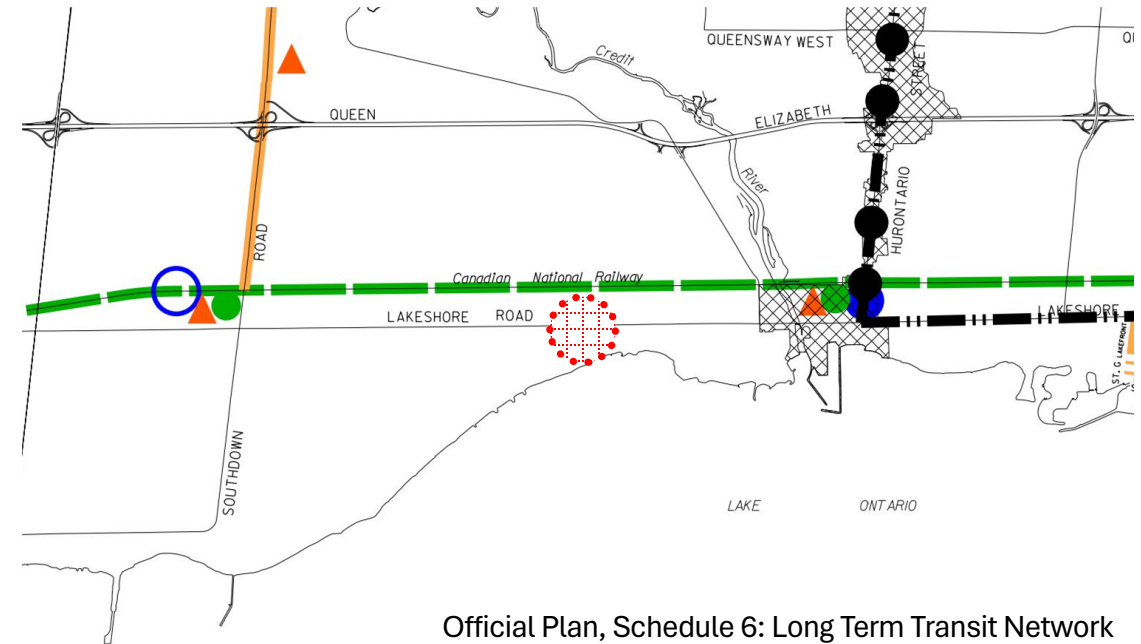 QUEENSWAY WEST
STREET
Credit
QUEEN
ELIZABETH
River
HURONTARIO
ROAD
Canadian National Railway
LAKESHORE ROAD
LAKESHORE
ST. G LAKEFRONT
SOUTHDOWN
LAKE ONTARIO
Official Plan, Schedule 6: Long Term Transit Network